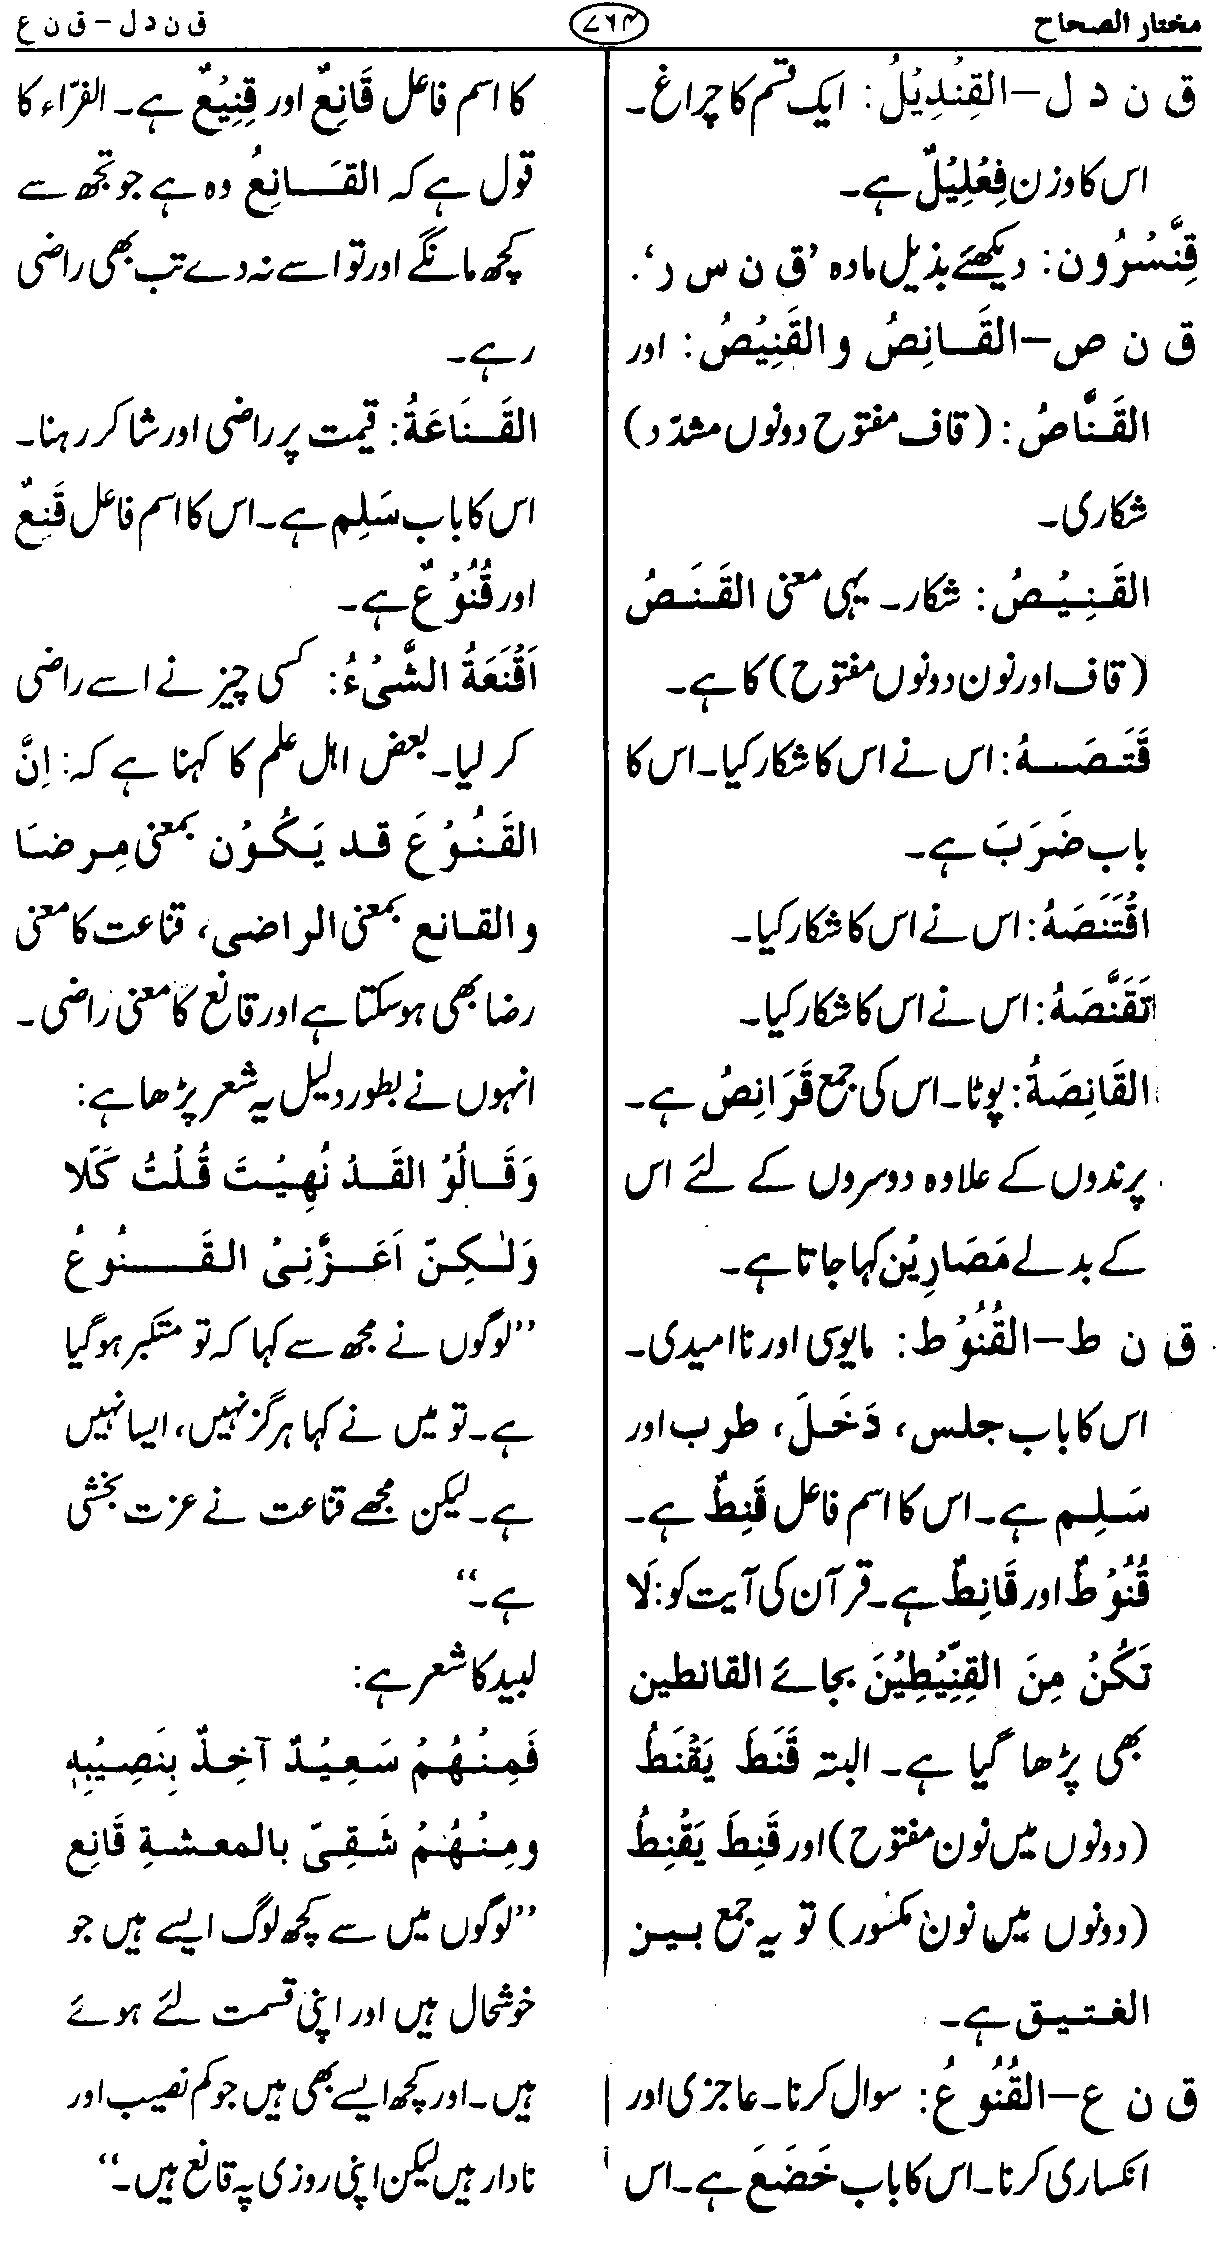 مختار الصحاح
۷۶۴
ق ن د ل – ق ن ع
ق ن د ل – القِنْدِيْلُ: ایک قسم کا چراغ۔
اس کا وزن فِعْلِيْلٌ ہے۔
قِنَّسْرُون: دیکھئے بذیل مادہ ’ق ن س ر‘.
ق ن ص – القَانِصُ و القَنِيْصُ: اور
القَنَّاصُ: (قاف مفتوح دونوں مشدّد)
شکاری۔
القَنِيْصُ: شکار۔ یہی معنی القَنَصُ
(قاف اور نون دونوں مفتوح) کا ہے۔
قَنَصَهُ: اس نے اس کا شکار کیا۔ اس کا
باب ضَرَبَ ہے۔
اقْتَنَصَهُ: اس نے اس کا شکار کیا۔
تَقَنَّصَهُ: اس نے اس کا شکار کیا۔
القَانِصَةُ: پوٹا۔ اس کی جمع قَرَانِصُ ہے۔
پرندوں کے علاوہ دوسروں کے لئے اس
کے بدلے مَصَارِيْن کہا جاتا ہے۔
ق ن ط – القُنُوْط: مایوسی اور ناامیدی۔
اس کا باب جلس، دَخَلَ، طرب اور
سَلِم ہے۔ اس کا اسم فاعل قَنِطٌ ہے۔
قُنُوْطٌ اور قَانِطٌ ہے۔ قرآن کی آیت کو: لَا
تَكُنْ مِنَ القِنِّيْطِيْنَ بجائے القانطين
بھی پڑھا گیا ہے۔ البتہ قَنَطَ يَقْنَطُ
(دونوں میں نون مفتوح) اور قَنِطَ يَقْنِطُ
(دونوں میں نون مکسور) تو یہ جمع بين
الغتيق ہے۔
ق ن ع – القُنُوعُ: سوال کرنا۔ عاجزی اور
انکساری کرنا۔ اس کا باب خَضَعَ ہے۔ اس
کا اسم فاعل قَانِعٌ اور قِنِيْعٌ ہے۔ الفرّاء کا
قول ہے کہ القَانِعُ وہ ہے جو تجھ سے
کچھ مانگے اور تو اسے نہ دے تب بھی راضی
رہے۔
القَنَاعَةُ: قیمت پر راضی اور شاکر رہنا۔
اس کا باب سَلِم ہے۔ اس کا اسم فاعل قَنِعٌ
اور قُنُوْعٌ ہے۔
اَقْنَعَهُ الشَّيْءُ: کسی چیز نے اسے راضی
کر لیا۔ بعض اہل علم کا کہنا ہے کہ: اِنَّ
القَنُوْعَ قد يَكُوْن بمعنى مِرضَا
و القانع بمعنى الراضی، قناعت کا معنی
رضا بھی ہو سکتا ہے اور قانع کا معنی راضی۔
انہوں نے بطور دلیل یہ شعر پڑھا ہے:
وَقَالُوْ القَدْ نُهِيْتَ قُلْتُ كَلَا
وَلٰكِنّ اَعَزَّنِيْ القَنُوعُ
”لوگوں نے مجھ سے کہا کہ تو متکبر ہو گیا
ہے۔ تو میں نے کہا ہرگز نہیں، ایسا نہیں
ہے۔ لیکن مجھے قناعت نے عزت بخشی
ہے۔“
لبید کا شعر ہے:
فَمِنْهُمْ سَعِيْدٌ آخِذٌ بِنَصِيْبِهٖ
ومِنْهُمْ شَقِيّ بالمعشةِ قَانِع
”لوگوں میں سے کچھ لوگ ایسے ہیں جو
خوشحال ہیں اور اپنی قسمت لئے ہوئے
ہیں۔ اور کچھ ایسے بھی ہیں جو کم نصیب اور
نادار ہیں لیکن اپنی روزی پہ قانع ہیں۔“